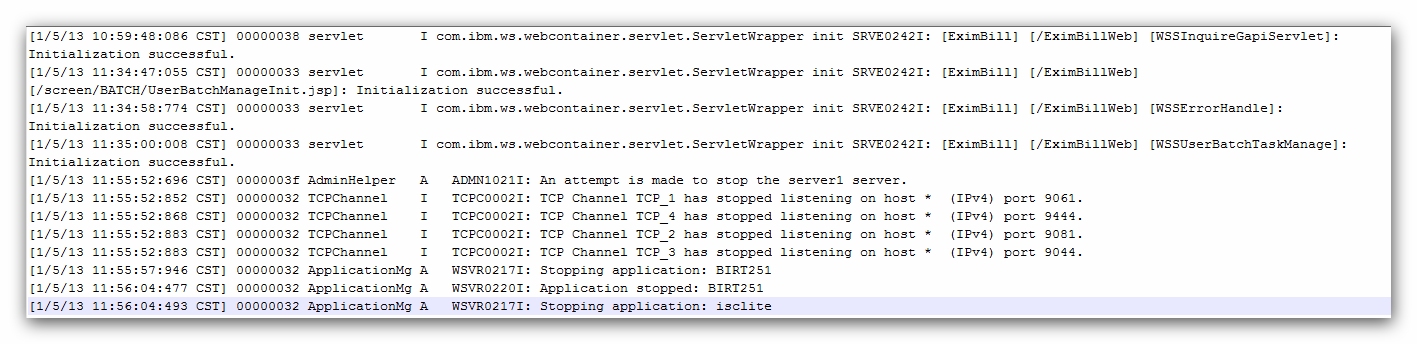 [1/5/13 10:59:48:086 CST] 00000038 servlet       I com.ibm.ws.webcontainer.servlet.ServletWrapper init SRVE0242I: [EximBill] [/EximBillWeb] [WSSInquireGapiServlet]:
Initialization successful.
[1/5/13 11:34:47:055 CST] 00000033 servlet       I com.ibm.ws.webcontainer.servlet.ServletWrapper init SRVE0242I: [EximBill] [/EximBillWeb]
[/screen/BATCH/UserBatchManageInit.jsp]: Initialization successful.
[1/5/13 11:34:58:774 CST] 00000033 servlet       I com.ibm.ws.webcontainer.servlet.ServletWrapper init SRVE0242I: [EximBill] [/EximBillWeb] [WSSErrorHandle]:
Initialization successful.
[1/5/13 11:35:00:008 CST] 00000033 servlet       I com.ibm.ws.webcontainer.servlet.ServletWrapper init SRVE0242I: [EximBill] [/EximBillWeb] [WSSUserBatchTaskManage]:
Initialization successful.
[1/5/13 11:55:52:696 CST] 0000003f AdminHelper   A   ADMN1021I: An attempt is made to stop the server1 server.
[1/5/13 11:55:52:852 CST] 00000032 TCPChannel    I   TCPC0002I: TCP Channel TCP_1 has stopped listening on host *  (IPv4) port 9061.
[1/5/13 11:55:52:868 CST] 00000032 TCPChannel    I   TCPC0002I: TCP Channel TCP_4 has stopped listening on host *  (IPv4) port 9444.
[1/5/13 11:55:52:883 CST] 00000032 TCPChannel    I   TCPC0002I: TCP Channel TCP_2 has stopped listening on host *  (IPv4) port 9081.
[1/5/13 11:55:52:883 CST] 00000032 TCPChannel    I   TCPC0002I: TCP Channel TCP_3 has stopped listening on host *  (IPv4) port 9044.
[1/5/13 11:55:57:946 CST] 00000032 ApplicationMg A   WSVR0217I: Stopping application: BIRT251
[1/5/13 11:56:04:477 CST] 00000032 ApplicationMg A   WSVR0220I: Application stopped: BIRT251
[1/5/13 11:56:04:493 CST] 00000032 ApplicationMg A   WSVR0217I: Stopping application: isclite